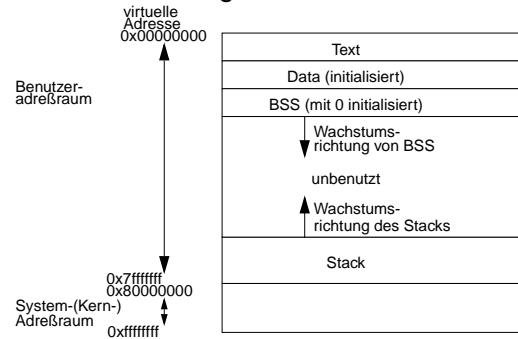 virtuelle
Adresse
0x00000000
Text
Data (initialisiert)
Benutzer-
adreßraum
BSS (mit 0 initialisiert)
Wachstums-
richtung von BSS
unbenutzt
Wachstums-
richtung des Stacks
Stack
0x7fffffff
0x80000000
System-(Kern-)
Adreßraum
0xffffffff